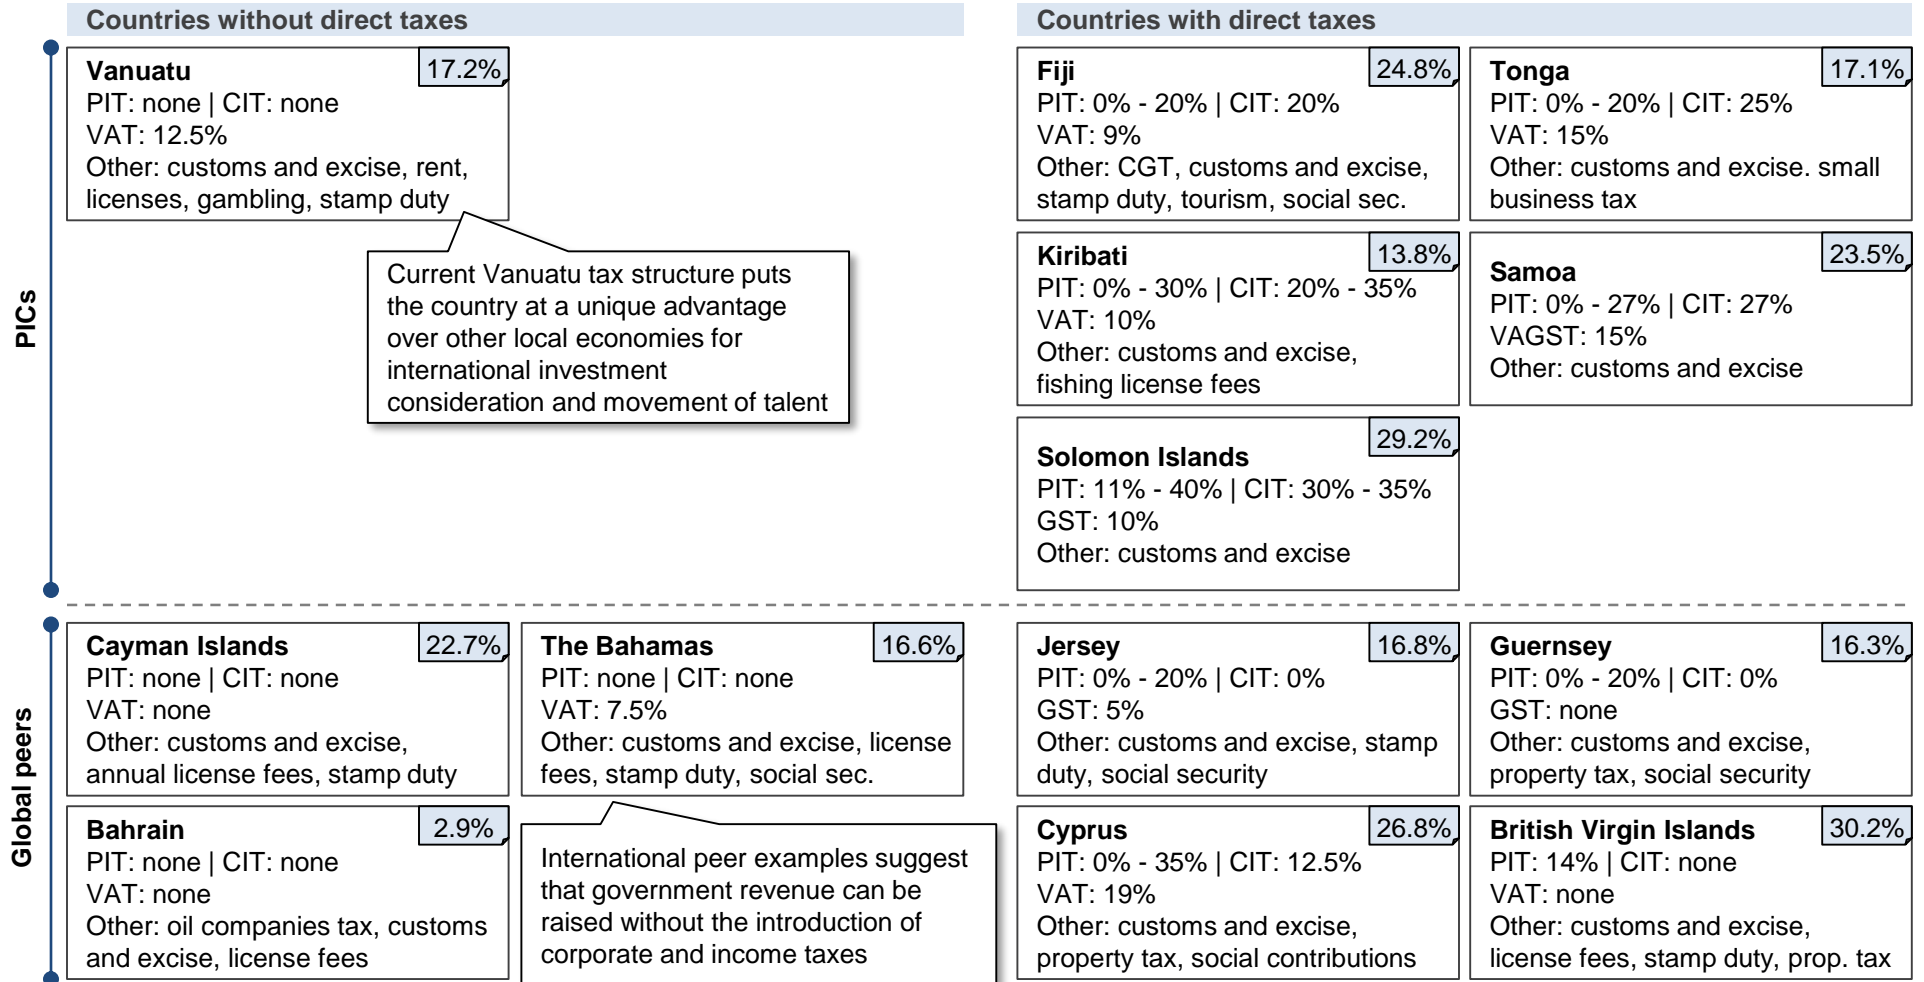 Countries without direct taxes
Countries with direct taxes
PICs
Vanuatu
17.2%
PIT: none | CIT: none
VAT: 12.5%
Other: customs and excise, rent,
licenses, gambling, stamp duty
Current Vanuatu tax structure puts
the country at a unique advantage
over other local economies for
international investment
consideration and movement of talent
Fiji
24.8%
PIT: 0% - 20% | CIT: 20%
VAT: 9%
Other: CGT, customs and excise,
stamp duty, tourism, social sec.
Tonga
17.1%
PIT: 0% - 20% | CIT: 25%
VAT: 15%
Other: customs and excise. small
business tax
Kiribati
13.8%
PIT: 0% - 30% | CIT: 20% - 35%
VAT: 10%
Other: customs and excise,
fishing license fees
Samoa
23.5%
PIT: 0% - 27% | CIT: 27%
VAGST: 15%
Other: customs and excise
Solomon Islands
29.2%
PIT: 11% - 40% | CIT: 30% - 35%
GST: 10%
Other: customs and excise
Global peers
Cayman Islands
22.7%
PIT: none | CIT: none
VAT: none
Other: customs and excise,
annual license fees, stamp duty
The Bahamas
16.6%
PIT: none | CIT: none
VAT: 7.5%
Other: customs and excise, license
fees, stamp duty, social sec.
Bahrain
2.9%
PIT: none | CIT: none
VAT: none
Other: oil companies tax, customs
and excise, license fees
International peer examples suggest
that government revenue can be
raised without the introduction of
corporate and income taxes
Jersey
16.8%
PIT: 0% - 20% | CIT: 0%
GST: 5%
Other: customs and excise, stamp
duty, social security
Guernsey
16.3%
PIT: 0% - 20% | CIT: 0%
GST: none
Other: customs and excise,
property tax, social security
Cyprus
26.8%
PIT: 0% - 35% | CIT: 12.5%
VAT: 19%
Other: customs and excise,
property tax, social contributions
British Virgin Islands
30.2%
PIT: 14% | CIT: none
VAT: none
Other: customs and excise,
license fees, stamp duty, prop. tax